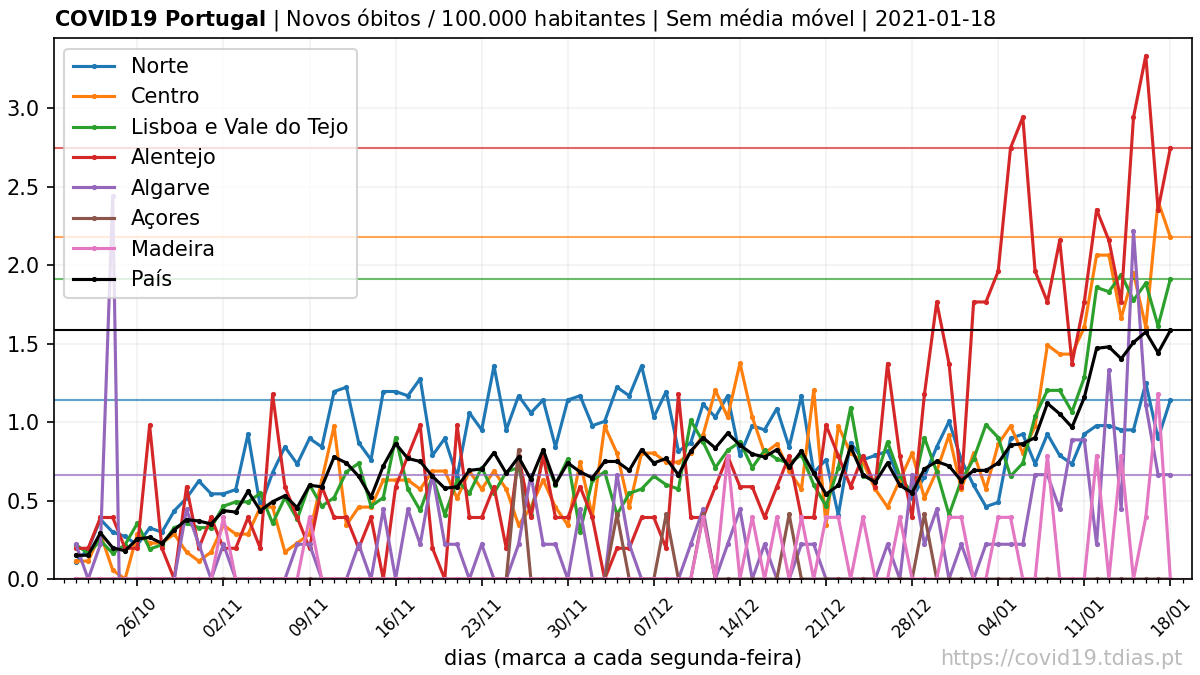 COVID19 Portugal | Novos óbitos / 100.000 habitantes | Sem média móvel | 2021-01-18
Norte
Centro
Lisboa e Vale do Tejo
Alentejo
Algarve
Açores
Madeira
País
3.0
2.5
2.0
1.5
1.0
0.5
0.0
26/10
02/11
09/11
16/11
23/11
30/11
07/12
14/12
21/12
28/12
04/01
11/01
18/01
dias (marca a cada segunda-feira)
https://covid19.tdias.pt